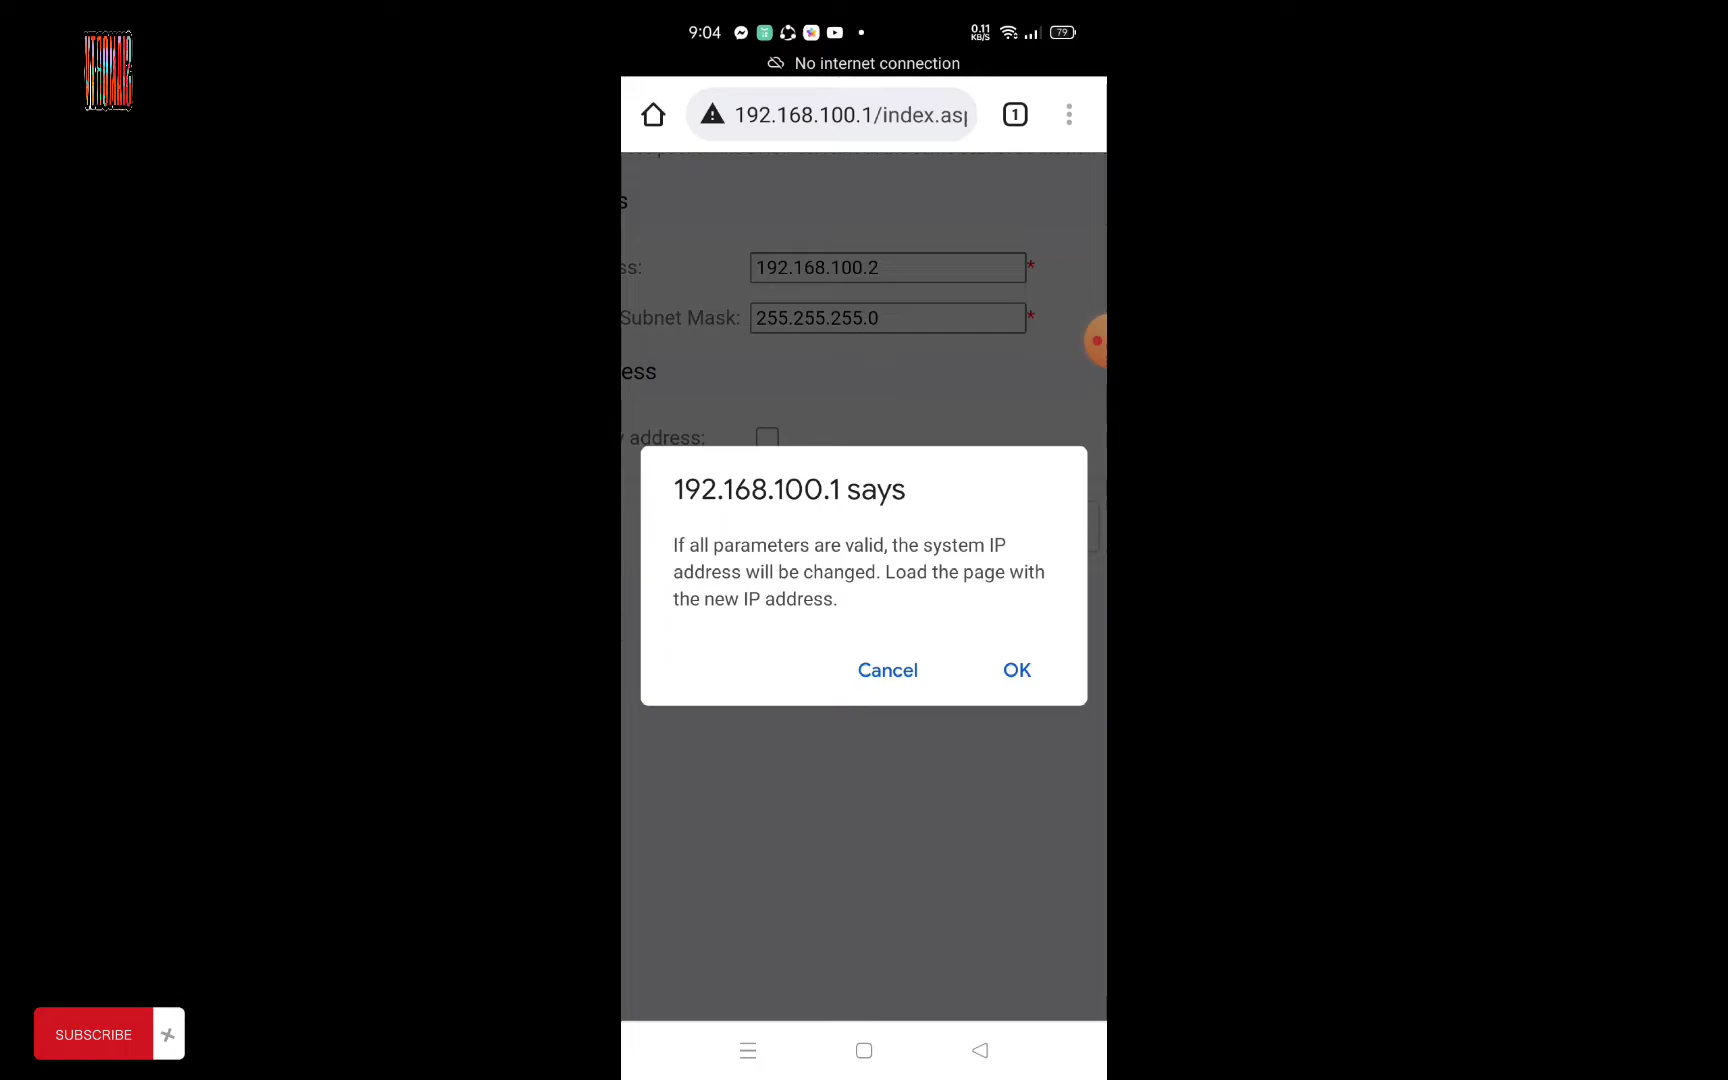 9:04
0.11
KB/S
79
No internet connection
192.168.100.1/index.asp
1
s
ss:
192.168.100.2
*
Subnet Mask:
255.255.255.0
*
ess
address:
192.168.100.1 says
If all parameters are valid, the system IP
address will be changed. Load the page with
the new IP address.
Cancel
OK
SUBSCRIBE